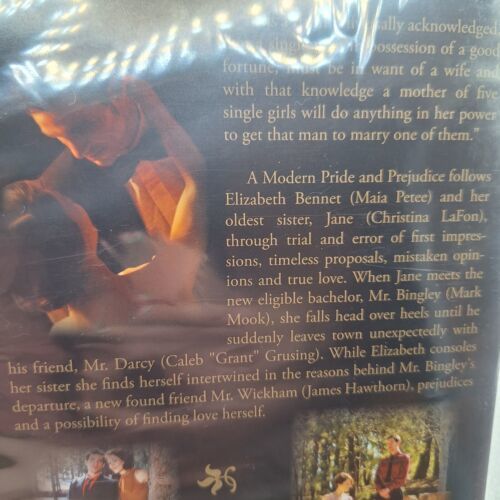 ally acknowledged
possession of a good
fortune, must be in want of a wife and
with that knowledge a mother of five
single girls will do anything in her power
to get that man to marry one of them."
A Modern Pride and Prejudice follows
Elizabeth Bennet (Maia Petee) and her
oldest sister, Jane (Christina LaFon),
through trial and error of first impres-
sions, timeless proposals, mistaken opin-
ions and true love. When Jane meets the
new eligible bachelor, Mr. Bingley (Mark
Mook), she falls head over heels until he
suddenly leaves town unexpectedly with
his friend, Mr. Darcy (Caleb "Grant" Grusing). While Elizabeth consoles
her sister she finds herself intertwined in the reasons behind Mr. Bingley's
departure, a new found friend Mr. Wickham (James Hawthorn), prejudices
and a possibility of finding love herself.